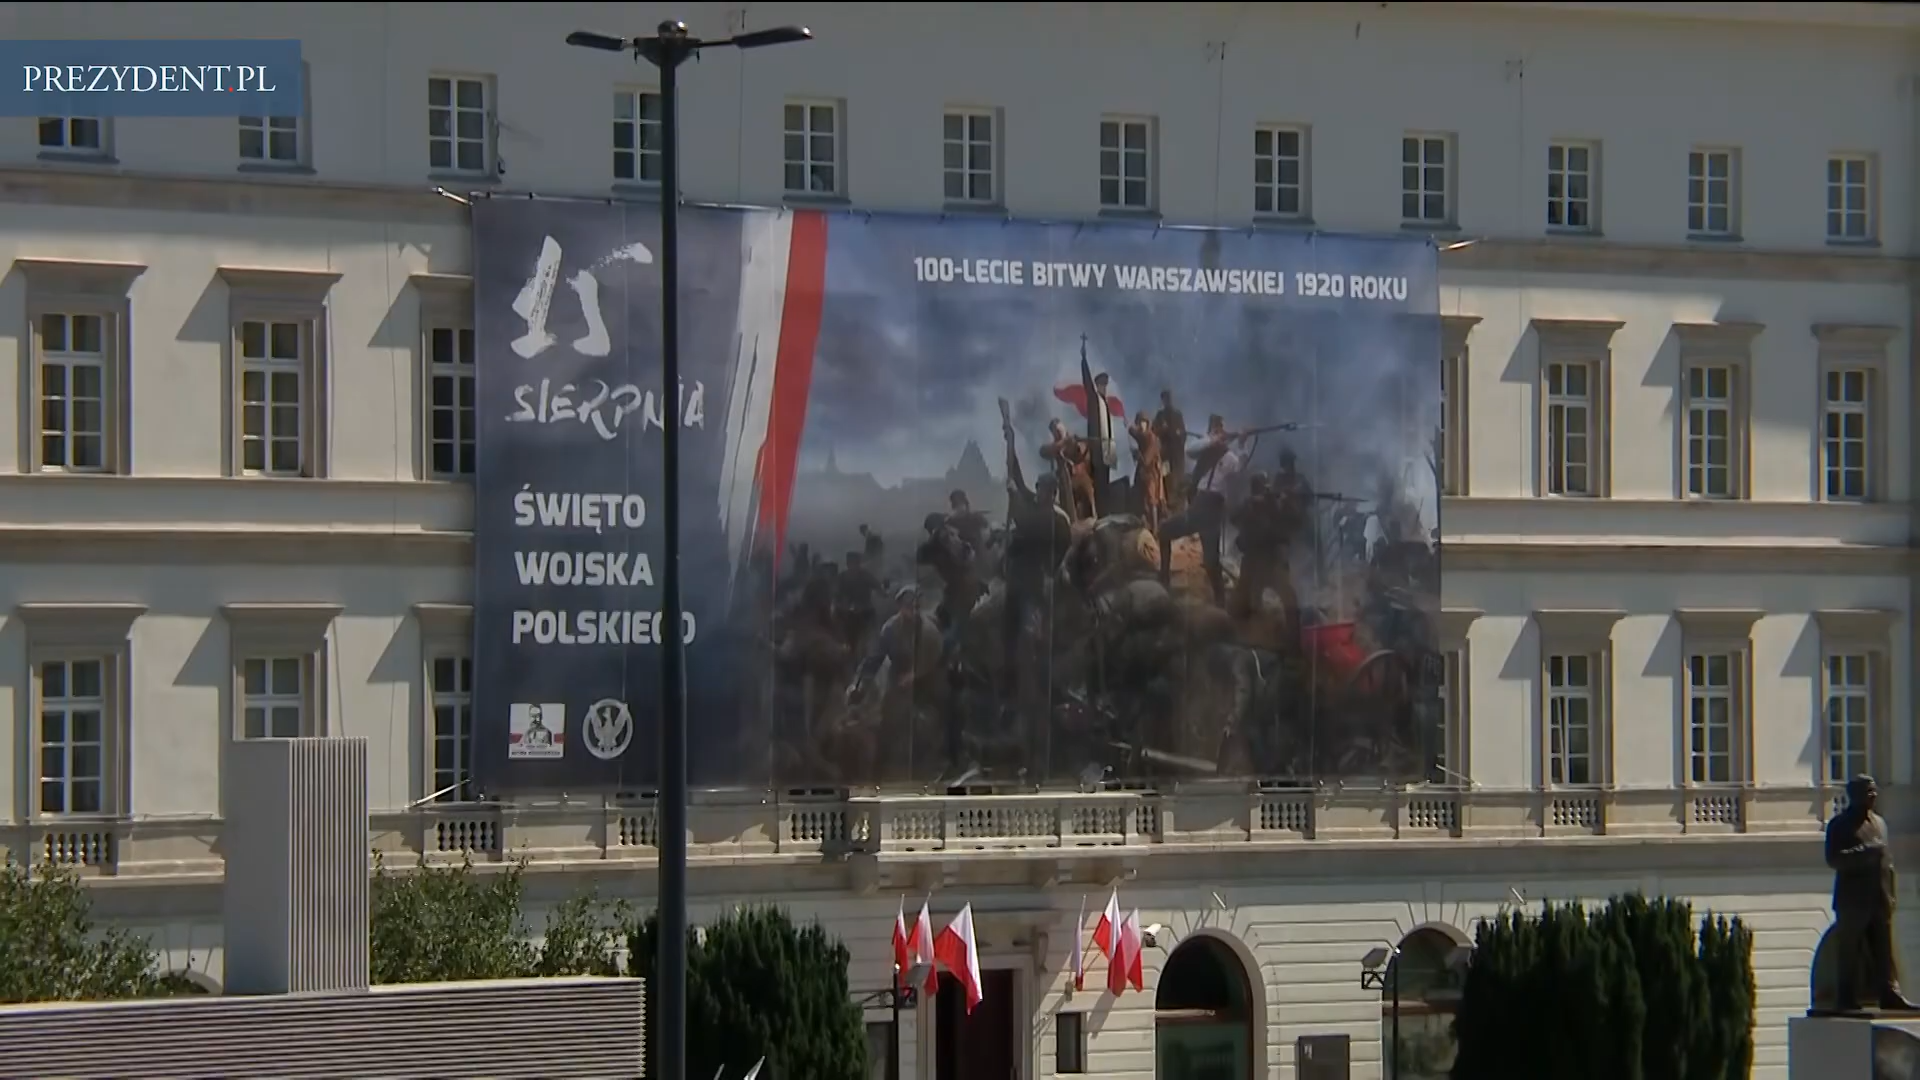 PREZYDENT.PL
15
SIERPNIA
100-LECIE BITWY WARSZAWSKIEJ 1920 ROKU
ŚWIĘTO
WOJSKA
POLSKIEGO